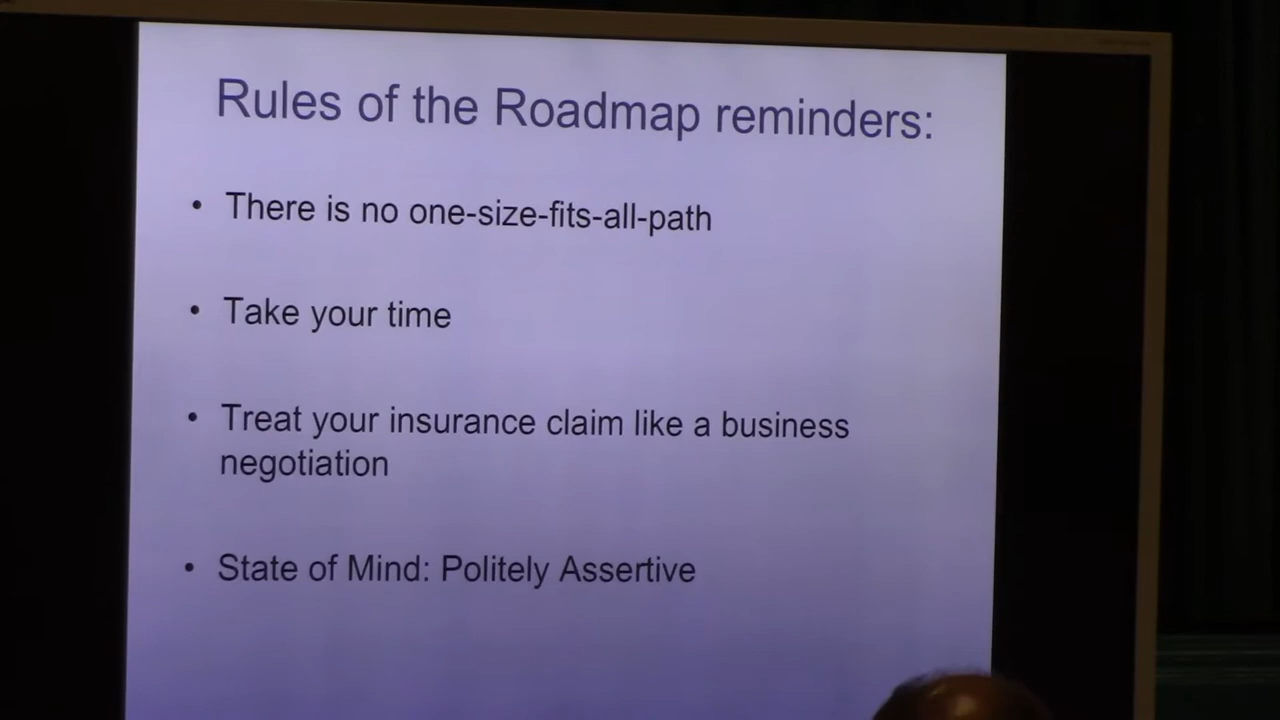 Rules of the Roadmap reminders:
• There is no one-size-fits-all-path
• Take your time
• Treat your insurance claim like a business
negotiation
• State of Mind: Politely Assertive